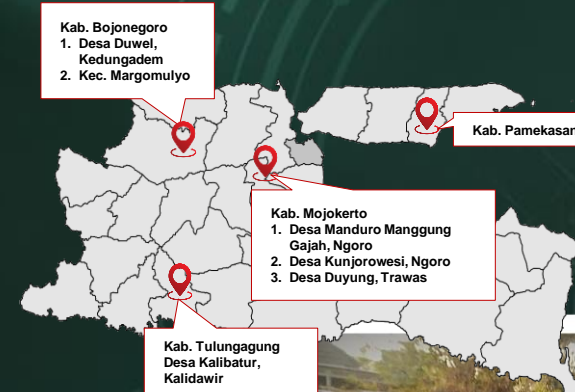 Kab. Bojonegoro
1. Desa Duwel,
Kedungadem
2. Kec. Margomulyo
Kab. Pamekasan
Kab. Mojokerto
1. Desa Manduro Manggung
Gajah, Ngoro
2. Desa Kunjorowesi, Ngoro
3. Desa Duyung, Trawas
Kab. Tulungagung
Desa Kalibatur,
Kalidawir